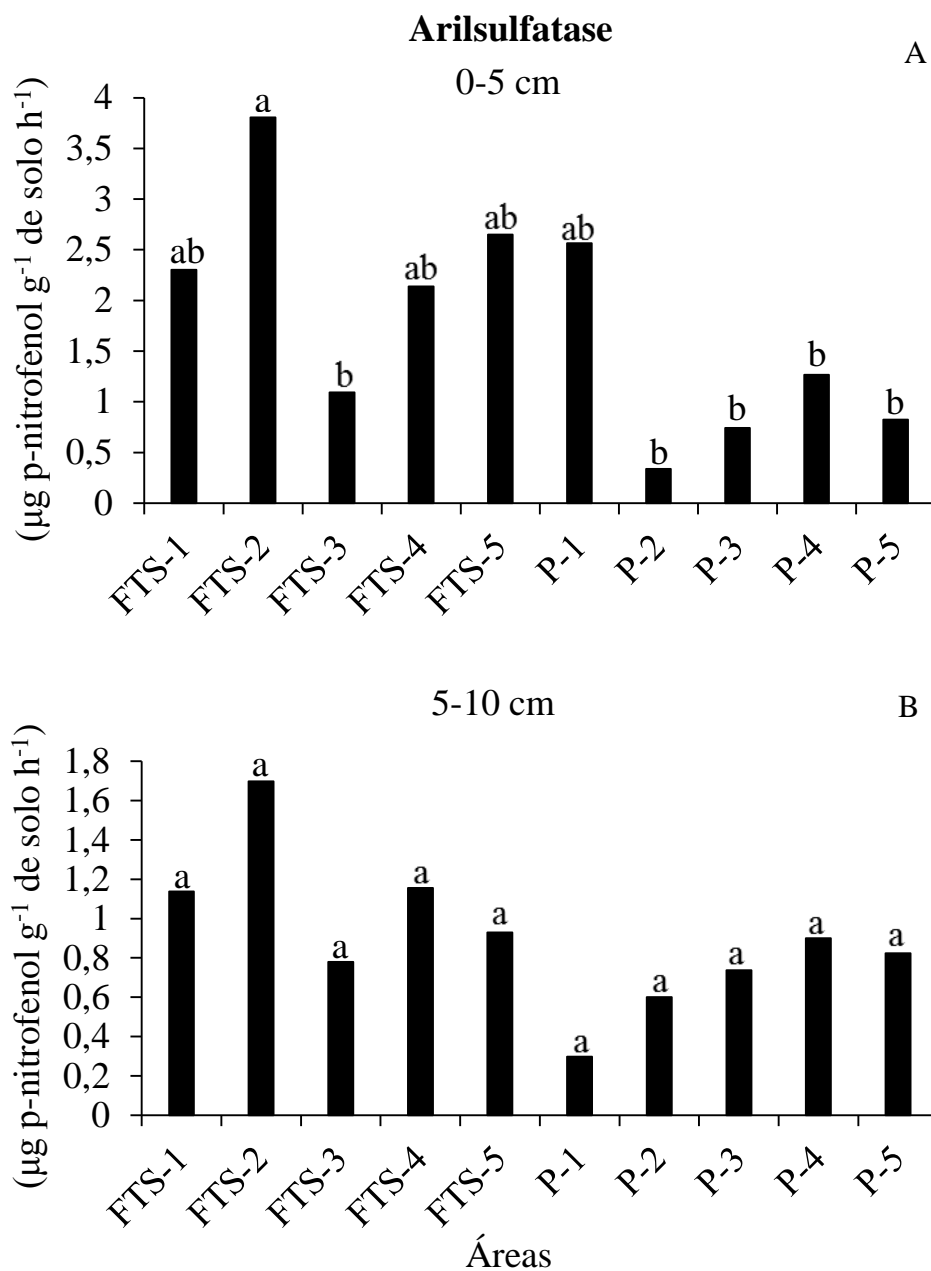 Arilsulfatase
A
0-5 cm
(µg p-nitrofenol g-1 de solo h-1)
4
3,5
3
2,5
2
1,5
1
0,5
0
ab
a
b
ab
ab
ab
b
b
b
b
FTS-1
FTS-2
FTS-3
FTS-4
FTS-5
P-1
P-2
P-3
P-4
P-5
5-10 cm
B
(µg p-nitrofenol g-1 de solo h-1)
1,8
1,6
1,4
1,2
1
0,8
0,6
0,4
0,2
0
a
a
a
a
a
a
a
a
a
a
FTS-1
FTS-2
FTS-3
FTS-4
FTS-5
P-1
P-2
P-3
P-4
P-5
Áreas